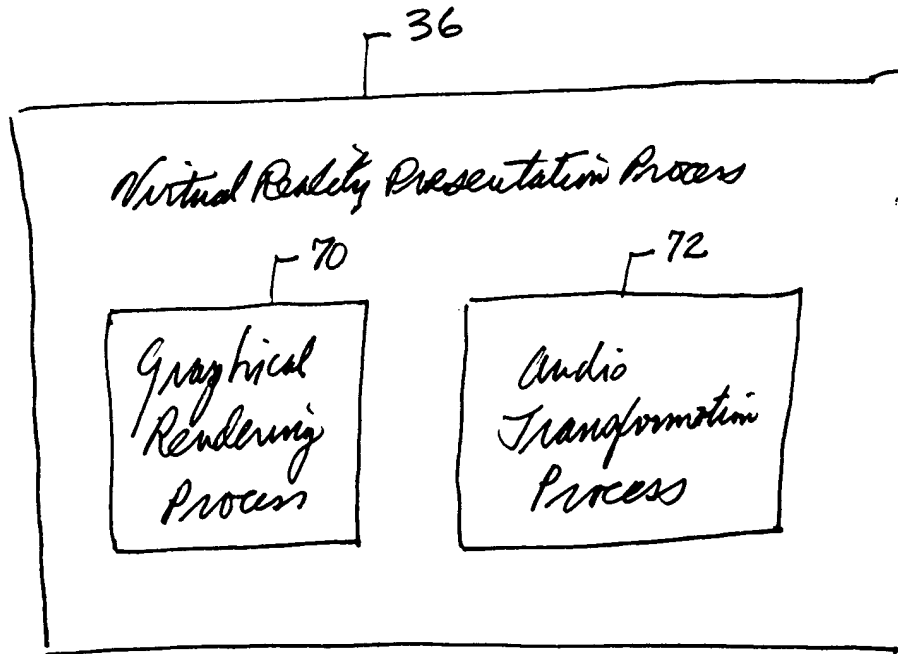 36
Virtual Reality Presentation Process
70
72
Graphical
Rendering
Process
Audio
Transformation
Process